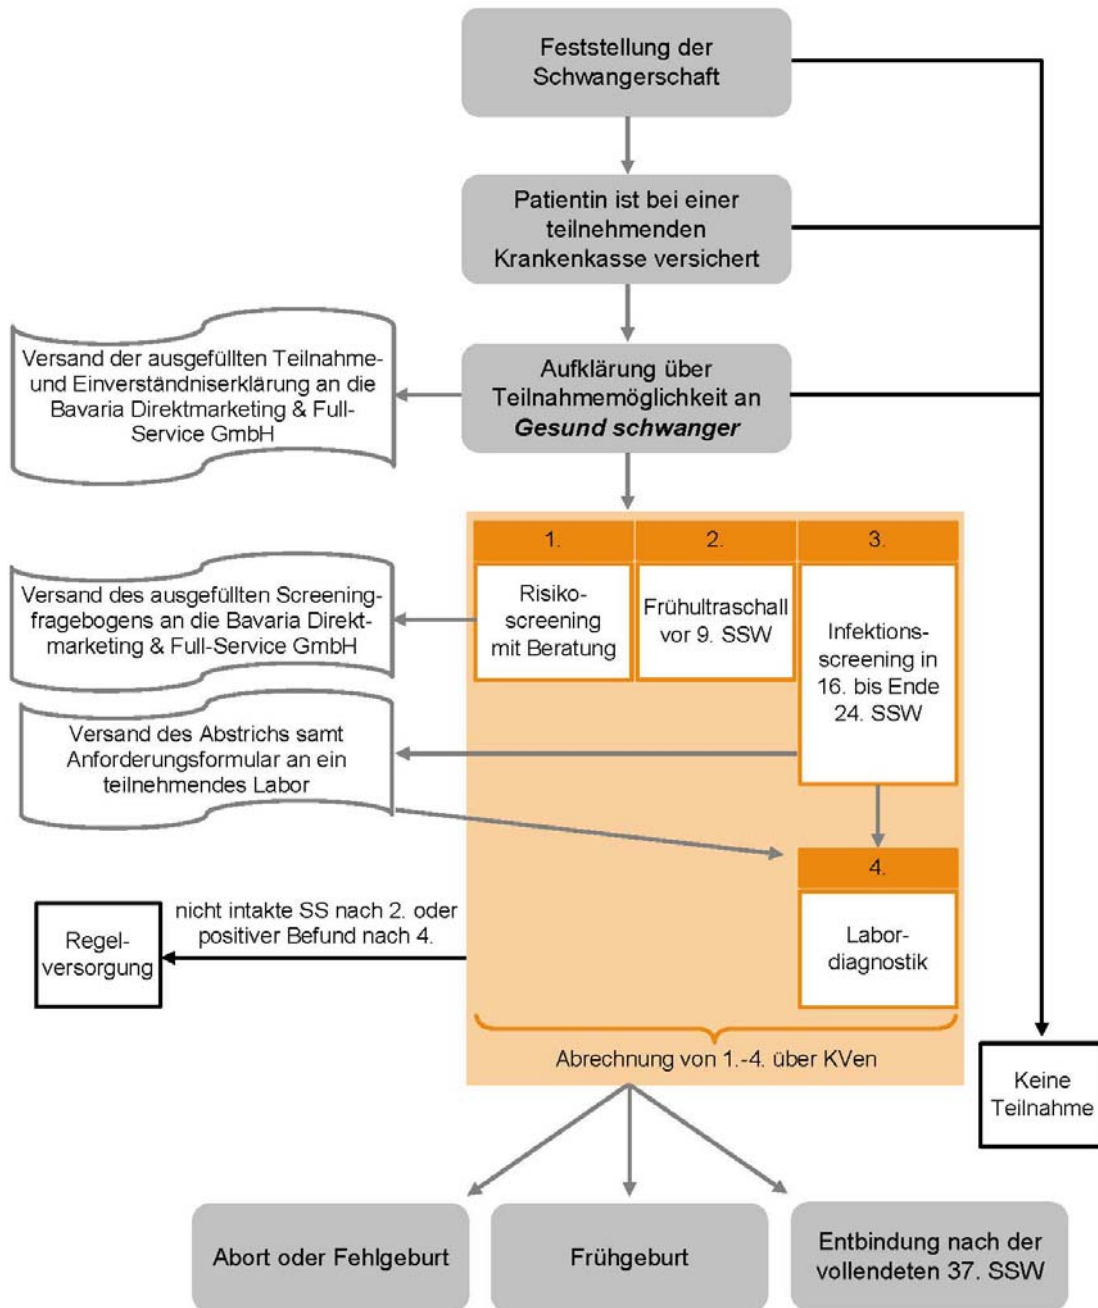 Feststellung der
Schwangerschaft
Patientin ist bei einer
teilnehmenden
Krankenkasse versichert
Versand der ausgefüllten Teilnahme-
und Einverständniserklärung an die
Bavaria Direktmarketing & Full-
Service GmbH
Aufklärung über
Teilnahmemöglichkeit an
Gesund schwanger
1.
2.
3.
Versand des ausgefüllten Screening-
fragebogens an die Bavaria Direkt-
marketing & Full-Service GmbH
Risiko-
screening
mit Beratung
Frühultraschall
vor 9. SSW
Infektions-
screening in
16. bis Ende
24. SSW
Versand des Abstrichs samt
Anforderungsformular an ein
teilnehmendes Labor
4.
Labor-
diagnostik
nicht intakte SS nach 2. oder
positiver Befund nach 4.
Regel-
versorgung
Abrechnung von 1.-4. über KVen
Keine
Teilnahme
Abort oder Fehlgeburt
Frühgeburt
Entbindung nach der
vollendeten 37. SSW